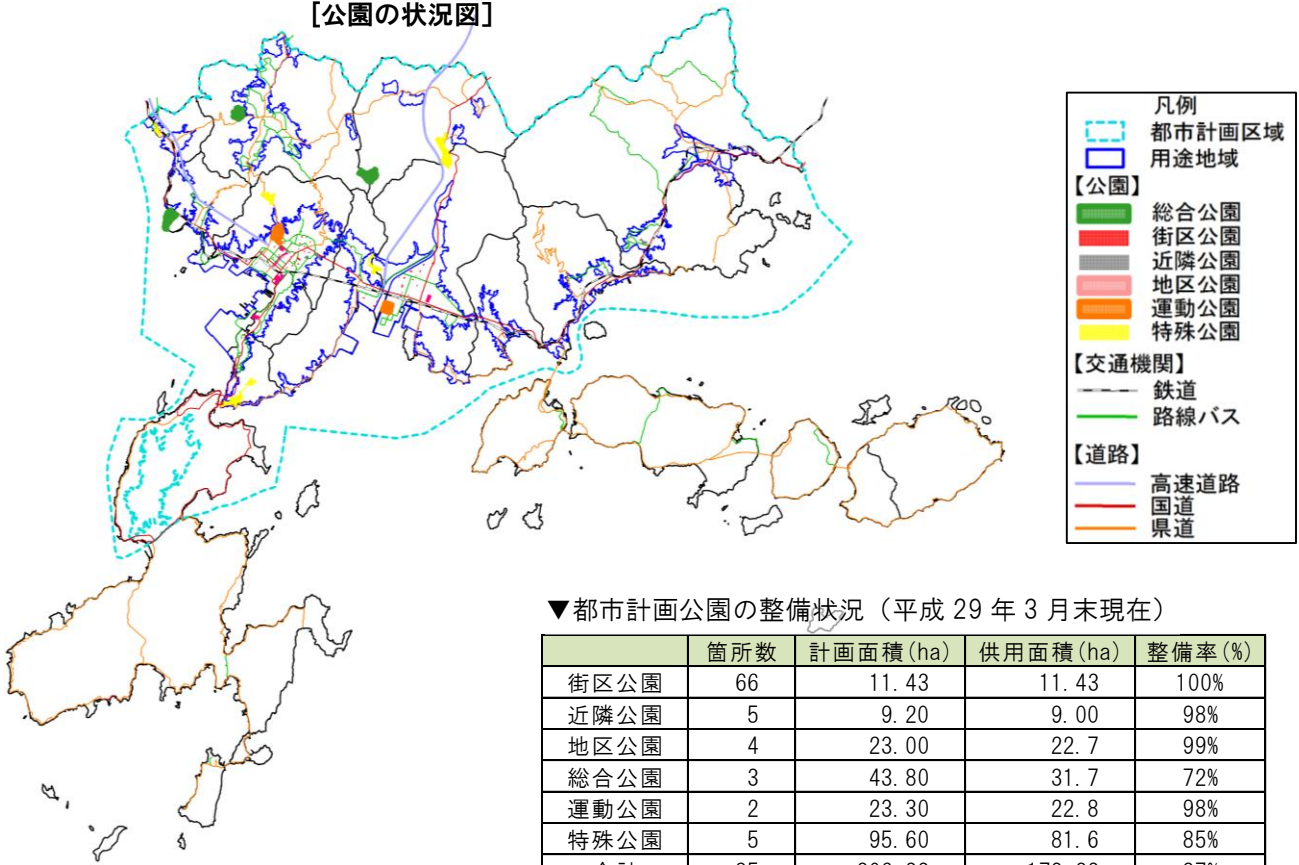 [公園の状況図]
凡例
都市計画区域
用途地域
【公園】
総合公園
街区公園
近隣公園
地区公園
運動公園
特殊公園
【交通機関】
鉄道
路線バス
【道路】
高速道路
国道
県道
▼都市計画公園の整備状況（平成 29 年 3 月末現在）
箇所数 計画面積(ha) 供用面積(ha) 整備率(%)
街区公園 66 11.43 11.43 100%
近隣公園 5 9.20 9.00 98%
地区公園 4 23.00 22.7 99%
総合公園 3 43.80 31.7 72%
運動公園 2 23.30 22.8 98%
特殊公園 5 95.60 81.6 85%